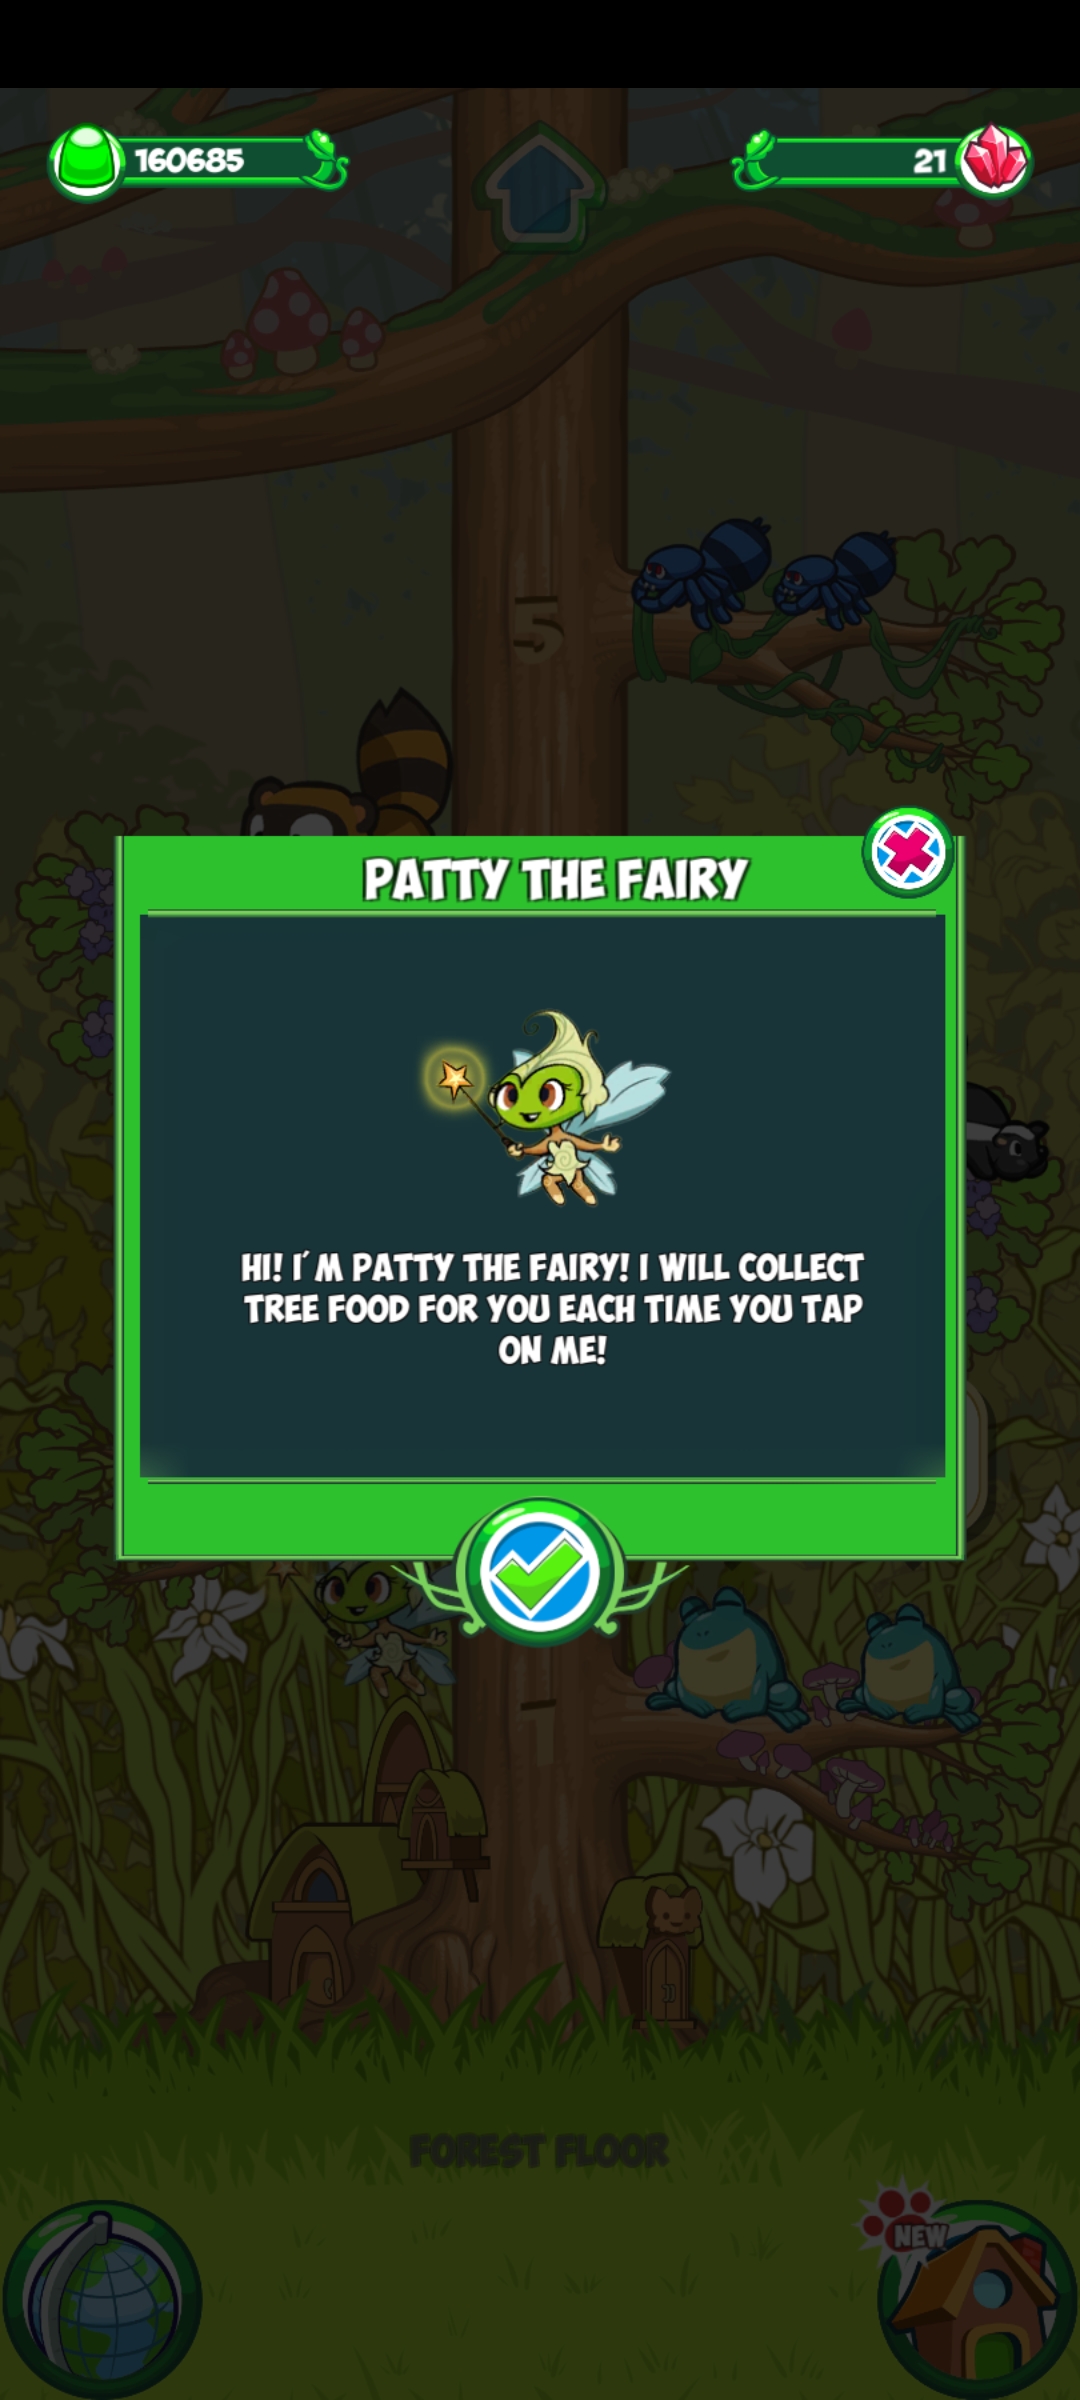 160685
21
5
PATTY THE FAIRY
HI! I´M PATTY THE FAIRY! I WILL COLLECT
TREE FOOD FOR YOU EACH TIME YOU TAP
ON ME!
1
FOREST FLOOR
NEW